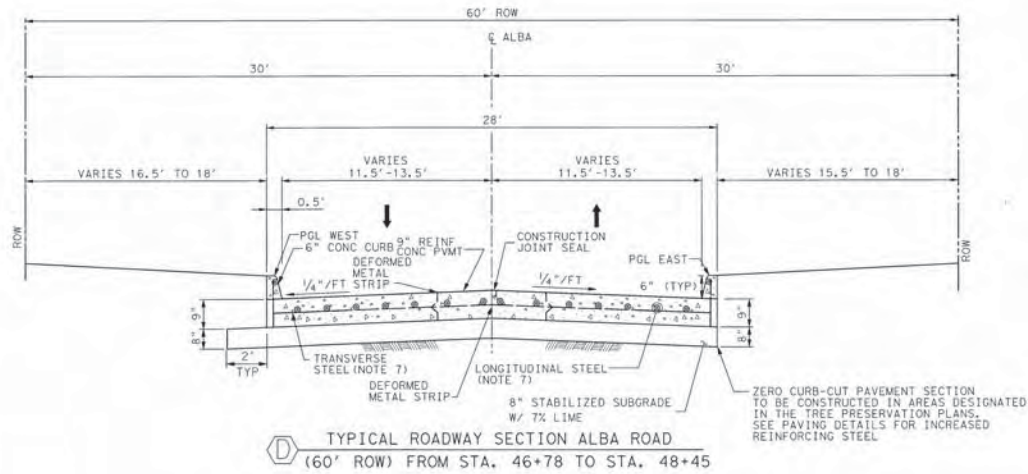 60' ROW
℄ ALBA
30'
30'
28'
VARIES
11.5'-13.5'
VARIES
11.5'-13.5'
VARIES 16.5' TO 18'
VARIES 15.5' TO 18'
0.5'
ROW
ROW
PGL WEST
6" CONC CURB
9" REINF
CONC PVMT
DEFORMED
METAL
STRIP
CONSTRUCTION
JOINT SEAL
PGL EAST
1/4"/FT
1/4"/FT
6" (TYP)
9"
8"
9"
8"
2'
TYP
TRANSVERSE
STEEL(NOTE 7)
DEFORMED
METAL STRIP
LONGITUDINAL STEEL
(NOTE 7)
8" STABILIZED SUBGRADE
W/ 7% LIME
ZERO CURB-CUT PAVEMENT SECTION
TO BE CONSTRUCTED IN AREAS DESIGNATED
IN THE TREE PRESERVATION PLANS.
SEE PAVING DETAILS FOR INCREASED
REINFORCING STEEL
D
TYPICAL ROADWAY SECTION ALBA ROAD
(60' ROW) FROM STA. 46+78 TO STA. 48+45